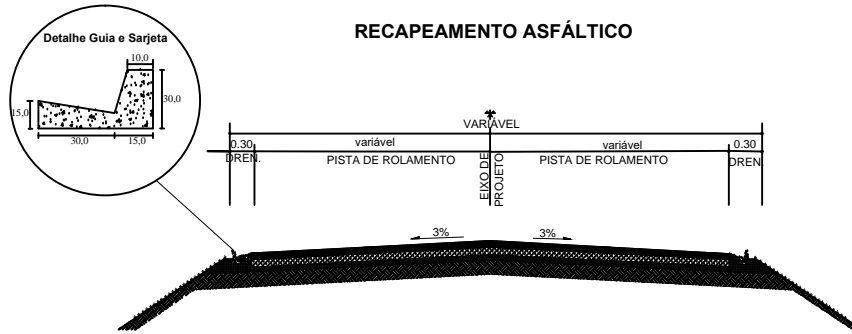 RECAPEAMENTO ASFÁLTICO
Detalhe Guia e Sarjeta
10,0
30,0
15,0
30,0
15,0
VARIÁVEL
0.30
variável
variável
0.30
DREN.
PISTA DE ROLAMENTO
EIXO DE
PROJETO
PISTA DE ROLAMENTO
DREN.
3%
3%